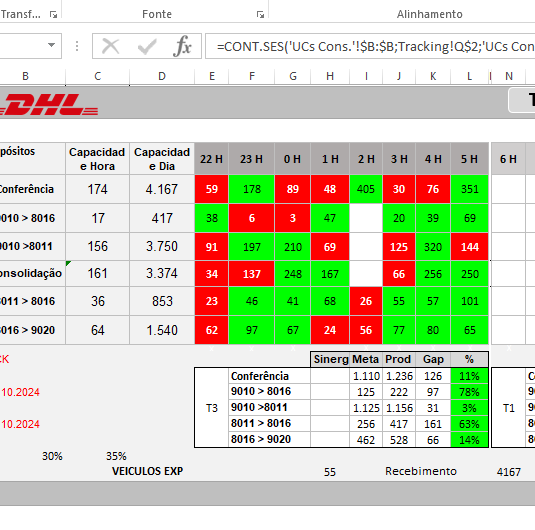 Transf...
Fonte
Alinhamento
fx
=CONT.SES('UCs Cons.'!$B:$B;Tracking!Q$2;'UCs Con
B C D E F G H I J K L N
DHL
T
pósitos Capacidad e Hora Capacidad e Dia 22 H 23 H 0 H 1 H 2 H 3 H 4 H 5 H 6 H
Conferência 174 4.167 59 178 89 48 405 30 76 351
9010 > 8016 17 417 38 6 3 47 20 39 69
9010 >8011 156 3.750 91 197 210 69 125 320 144
onsolidação 161 3.374 34 137 248 167 66 256 250
8011 > 8016 36 853 23 46 41 68 26 55 57 101
8016 > 9020 64 1.540 62 97 67 24 56 77 80 65
CK
Sinerg Meta Prod Gap %
Conferência 1.110 1.236 126 11%
10.2024
9010 > 8016 125 222 97 78%
T3 9010 >8011 1.125 1.156 31 3% T1
10.2024
8011 > 8016 256 417 161 63%
8016 > 9020 462 528 66 14%
30% 35%
VEICULOS EXP 55 Recebimento 4167